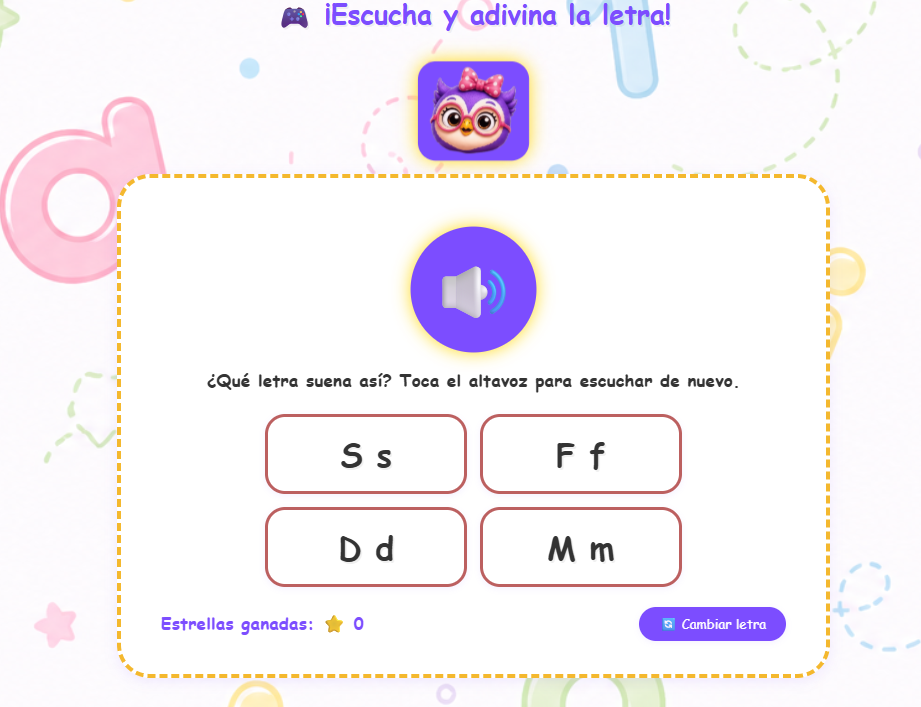 ¡Escucha y adivina la letra!
¿Qué letra suena así? Toca el altavoz para escuchar de nuevo.
S s
F f
D d
M m
Estrellas ganadas: ⭐ 0
🔄 Cambiar letra